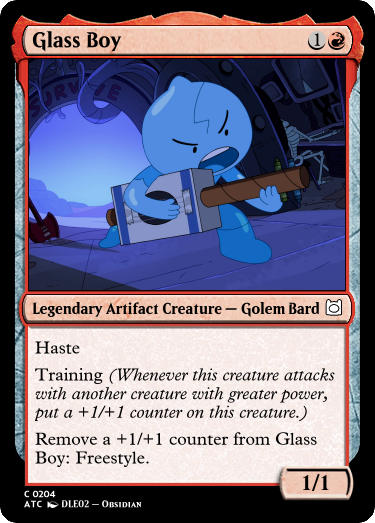 Glass Boy 1
SURVIVE
Legendary Artifact Creature — Golem Bard
Haste
Training (Whenever this creature attacks
with another creature with greater power,
put a +1/+1 counter on this creature.)
Remove a +1/+1 counter from Glass
Boy: Freestyle.
1/1
C 0204
ATC DLE02 — Obsidian